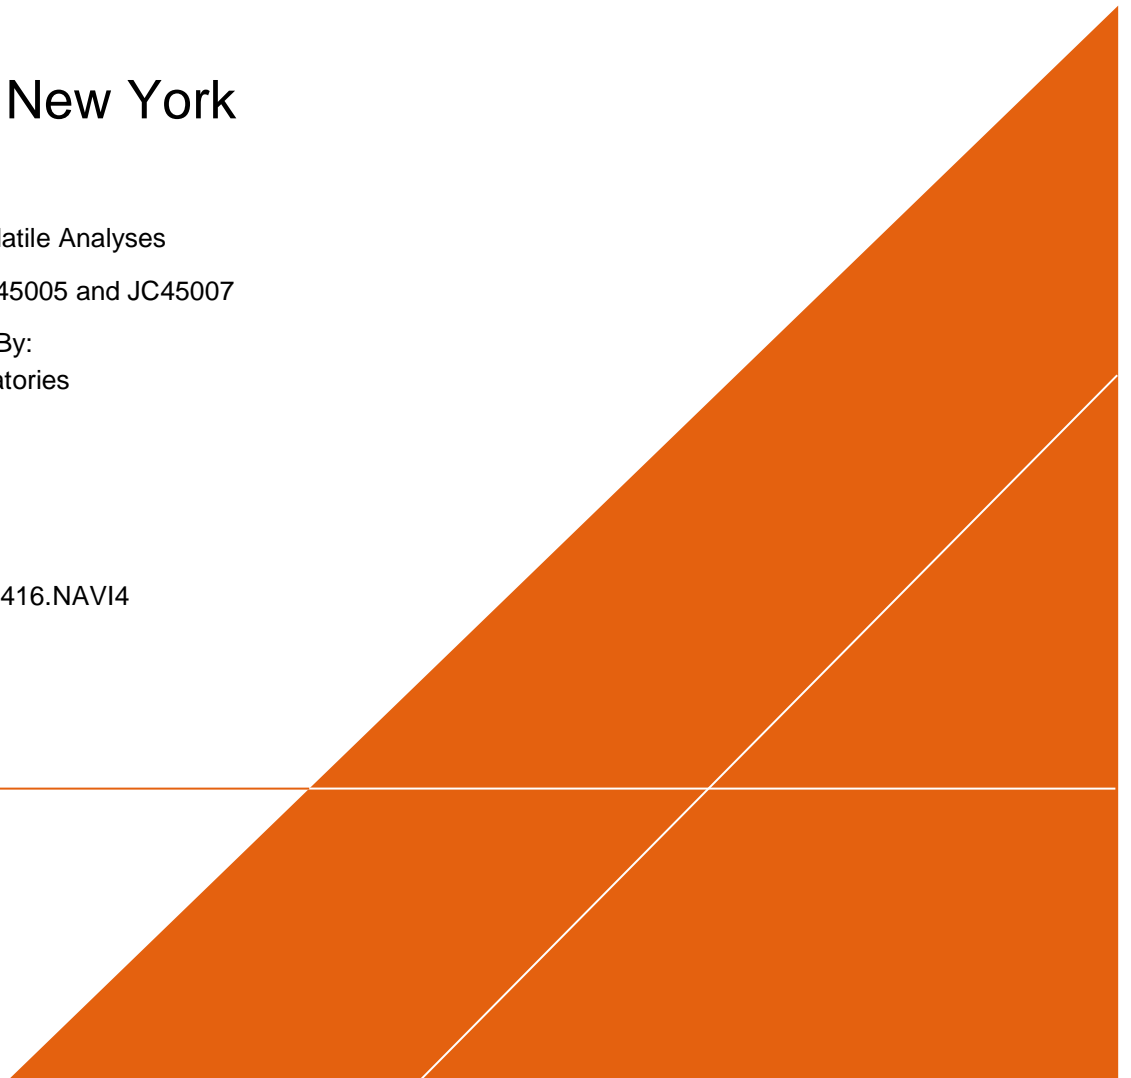 New York
latile Analyses
45005 and JC45007
By:
atories
416.NAVI4